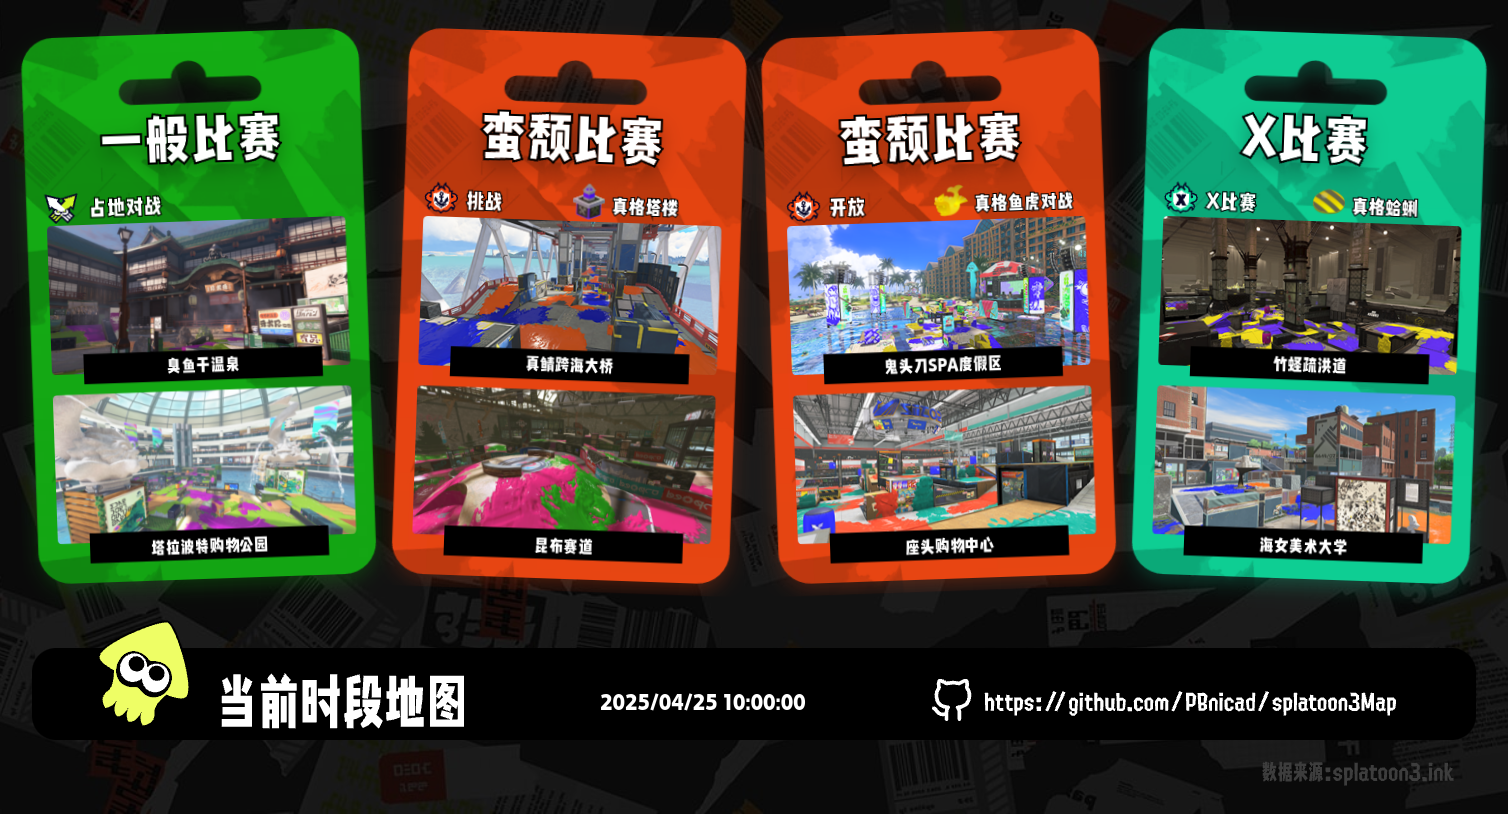 一般比赛
占地对战
臭鱼干温泉
塔拉波特购物公园
蛮颓比赛
挑战
真格塔楼
真鲭跨海大桥
昆布赛道
蛮颓比赛
开放
真格鱼虎对战
鬼头刀SPA度假区
座头购物中心
X比赛
X比赛
真格蛤蜊
竹蛏疏洪道
海女美术大学
当前时段地图
2025/04/25 10:00:00
https://github.com/PBnicad/splatoon3Map
数据来源:splatoon3.ink